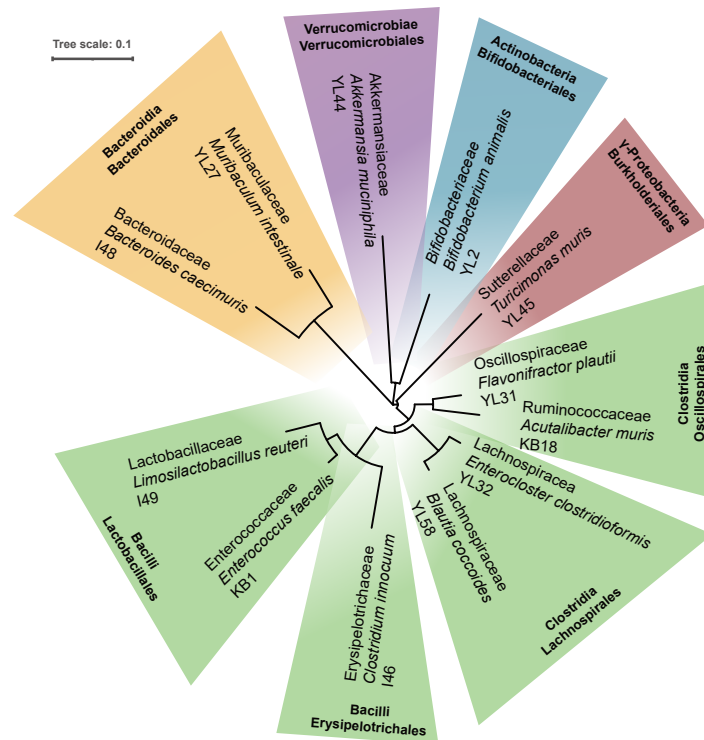 Tree scale: 0.1
Verrucomicrobiae
Verrucomicrobiales
Akkermansiaceae
Akkermansia muciniphila
YL44
Actinobacteria
Bifidobacteriales
Bifidobacteriaceae
Bifidobacterium animalis
YL2
γ-Proteobacteria
Burkholderiales
Sutterellaceae
Turicimonas muris
YL45
Clostridia
Oscillospirales
Oscillospiraceae
Flavonifractor plautii
YL31
Ruminococcaceae
Acutalibacter muris
KB18
Lachnospiracea
Enterocloster clostridioformis
YL32
Lachnospiraceae
Blautia coccoides
YL58
Clostridia
Lachnospirales
Erysipelotrichaceae
Clostridium innocuum
I46
Bacilli
Erysipelotrichales
Enterococcaceae
Enterococcus faecalis
KB1
Lactobacillaceae
Limosilactobacillus reuteri
I49
Bacilli
Lactobacillales
Bacteroidaceae
Bacteroides caecimuris
I48
Muribaculaceae
Muribaculum intestinale
YL27
Bacteroidia
Bacteroidales